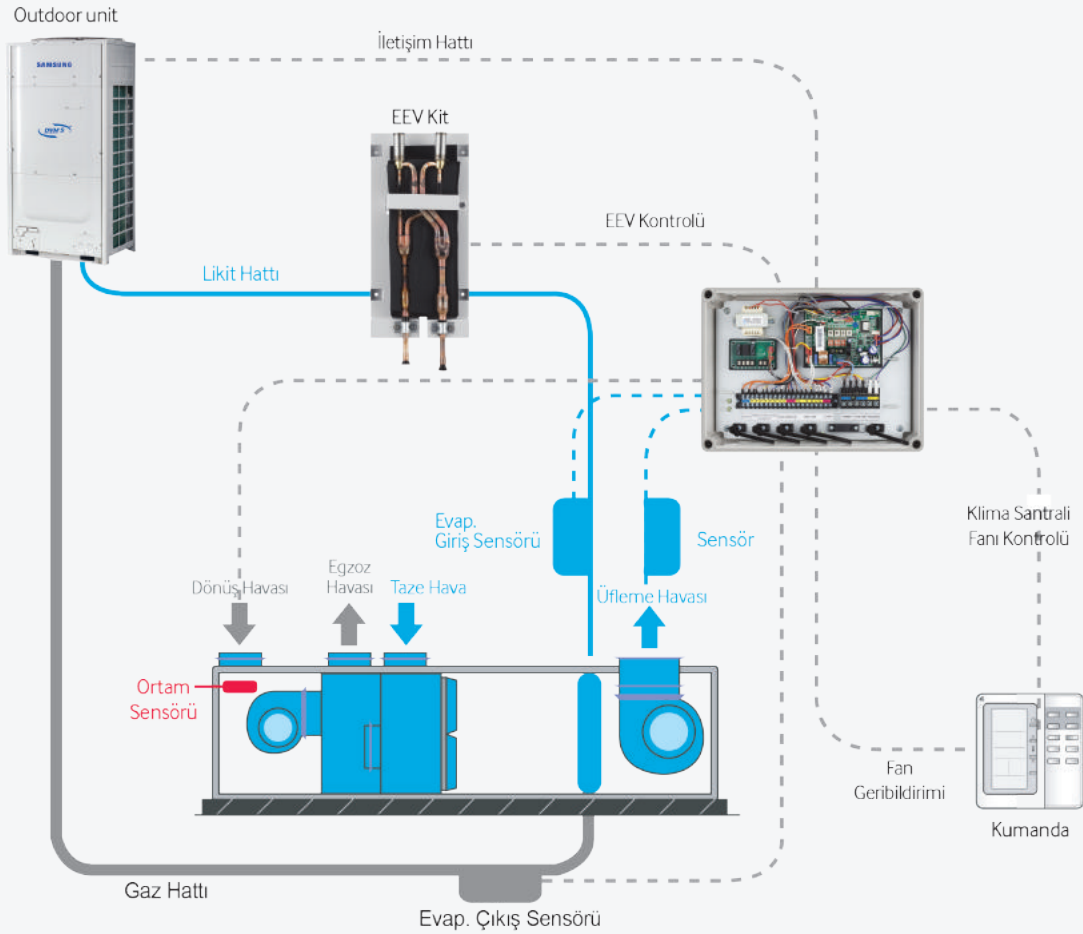 Outdoor unit
SAMSUNG
DVM S
İletişim Hattı
EEV Kit
EEV Kontrolü
Likit Hattı
Evap.
Giriş Sensörü
Sensör
Klima Santrali
Fanı Kontrolü
Dönüş Havası
Egzoz
Havası
Taze Hava
Üfleme Havası
Ortam
Sensörü
Fan
Geribildirimi
Kumanda
Gaz Hattı
Evap. Çıkış Sensörü